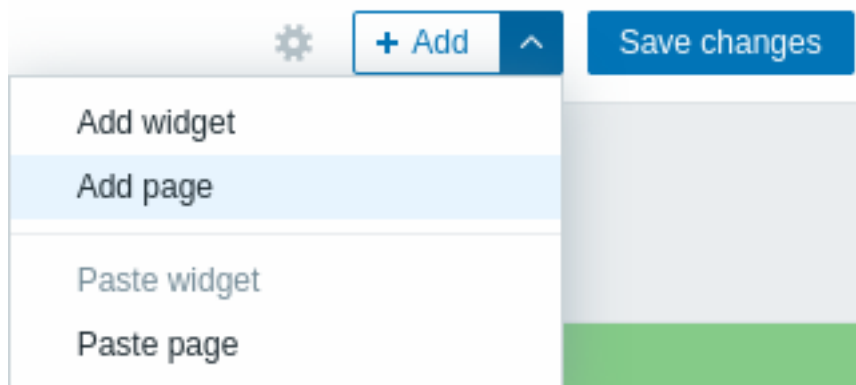 + Add Save changes
Add widget
Add page
Paste widget
Paste page